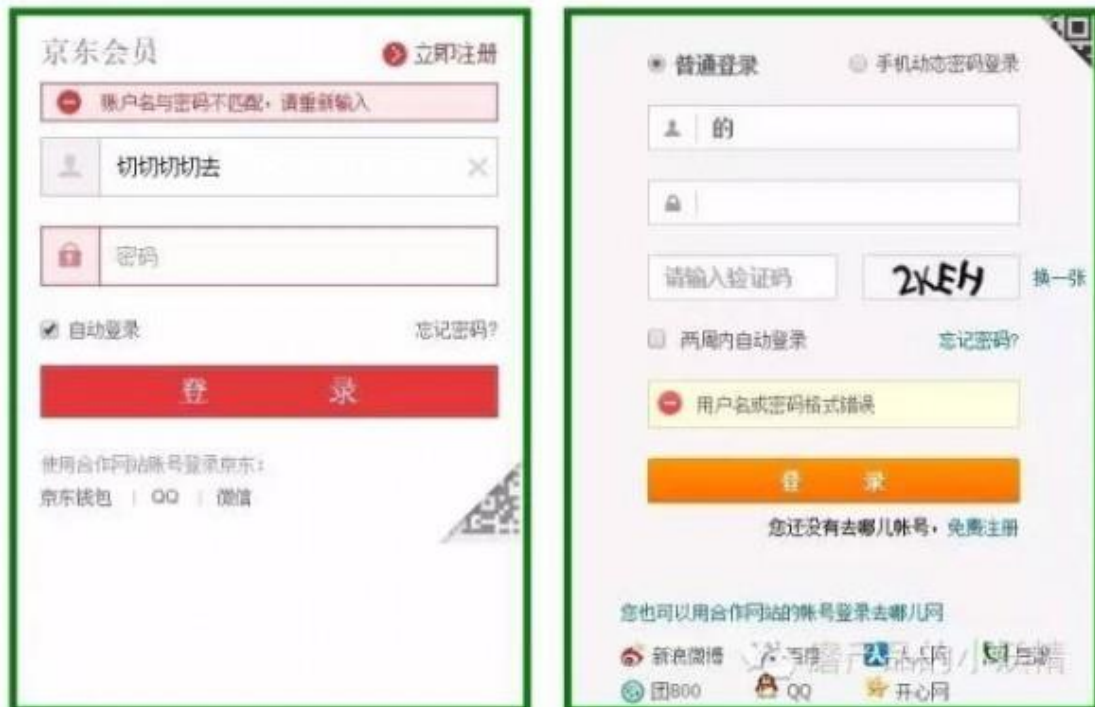 京东会员
立即注册
账户名与密码不匹配，请重新输入
切切切切去
密码
自动登录
忘记密码?
登 录
使用合作网站账号登录京东：
京东钱包 | QQ | 微信
普通登录
手机动态密码登录
的
请输入验证码
2KEH
换一张
两周内自动登录
忘记密码?
用户名或密码格式错误
登 录
您还没有去哪儿帐号，免费注册
您也可以用合作网站的帐号登录去哪儿网
新浪微博
百度
人人网
豆瓣
团800
QQ
开心网